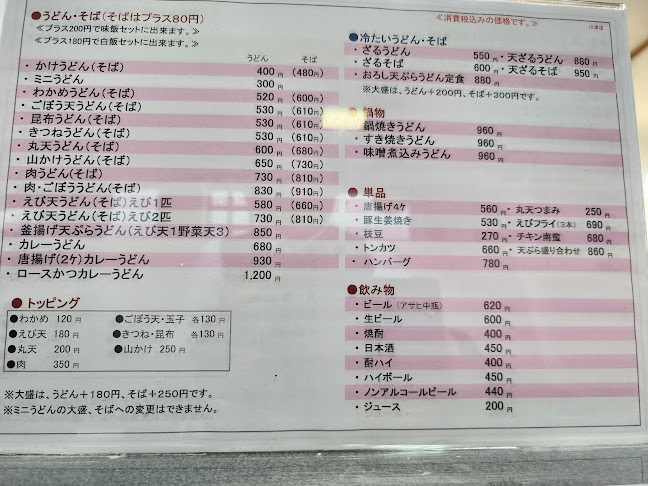 ●うどん・そば（そばはプラス80円）
≪プラス200円で味飯セットに出来ます。≫
プラス180円で白飯セットに出来ます。≫
うどん そば
・かけうどん（そば） 400円 （480円）
・ミニうどん 300円
・わかめうどん（そば） 520円 （600円）
・ごぼう天うどん（そば） 530円 （610円）
・昆布うどん（そば） 530円 （610円）
・きつねうどん（そば） 530円 （610円）
・丸天うどん（そば） 600円 （680円）
・山かけうどん（そば） 650円 （730円）
・肉うどん（そば） 730円 （810円）
・肉・ごぼううどん（そば） 830円 （910円）
・えび天うどん（そば）えび1匹 580円 （660円）
・えび天うどん（そば）えび2匹 730円 （810円）
・釜揚げ天ぷらうどん（えび天1野菜天3） 850円
・カレーうどん 680円
・唐揚げ（2ケ）カレーうどん 930円
・ロースかつカレーうどん 1,200円
●トッピング
●わかめ 120円 ●ごぼう天・玉子 各130円
●えび天 180円 ●きつね・昆布 各130円
●丸天 200円 ●山かけ 250円
●肉 350円
※大盛は、うどん＋180円、そば＋250円です。
※ミニうどんの大盛、そばへの変更はできません。
≪消費税込みの価格です。≫
●冷たいうどん・そば
・ざるうどん 550円 ・天ざるうどん 880円
・ざるそば 600円 ・天ざるそば 950円
・おろし天ぷらうどん定食 880円
※大盛は、うどん＋200円、そば＋300円です。
●鍋物
・鍋焼きうどん 960円
・すき焼きうどん 960円
・味噌煮込みうどん 960円
●単品
・唐揚げ4ケ 560円 ・丸天つまみ 250円
・豚生姜焼き 530円 ・えびフライ（3本） 690円
・枝豆 270円 ・チキン南蛮 680円
・トンカツ 660円 ・天ぷら盛り合わせ 860円
・ハンバーグ 780円
●飲み物
・ビール（アサヒ中瓶） 620円
・生ビール 600円
・焼酎 400円
・日本酒 450円
・酎ハイ 400円
・ハイボール 450円
・ノンアルコールビール 440円
・ジュース 200円